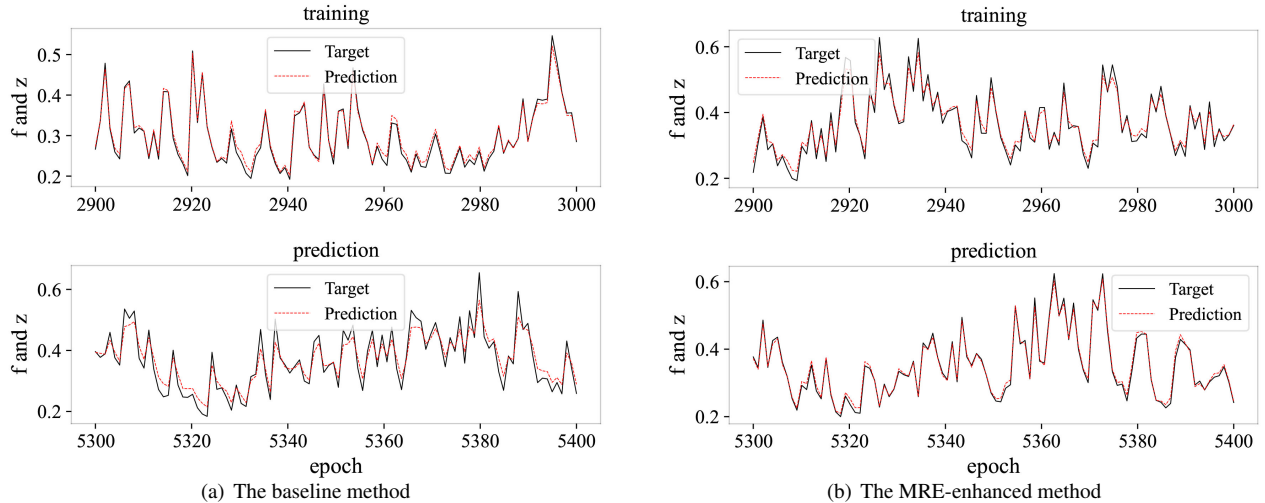 training
f and z
0.5
0.4
0.3
0.2
Target
Prediction
2900 2920 2940 2960 2980 3000
prediction
f and z
0.6
0.4
0.2
Target
Prediction
5300 5320 5340 5360 5380 5400
epoch
(a) The baseline method
training
f and z
0.6
0.4
0.2
Target
Prediction
2900 2920 2940 2960 2980 3000
prediction
f and z
0.6
0.4
0.2
Target
Prediction
5300 5320 5340 5360 5380 5400
epoch
(b) The MRE-enhanced method